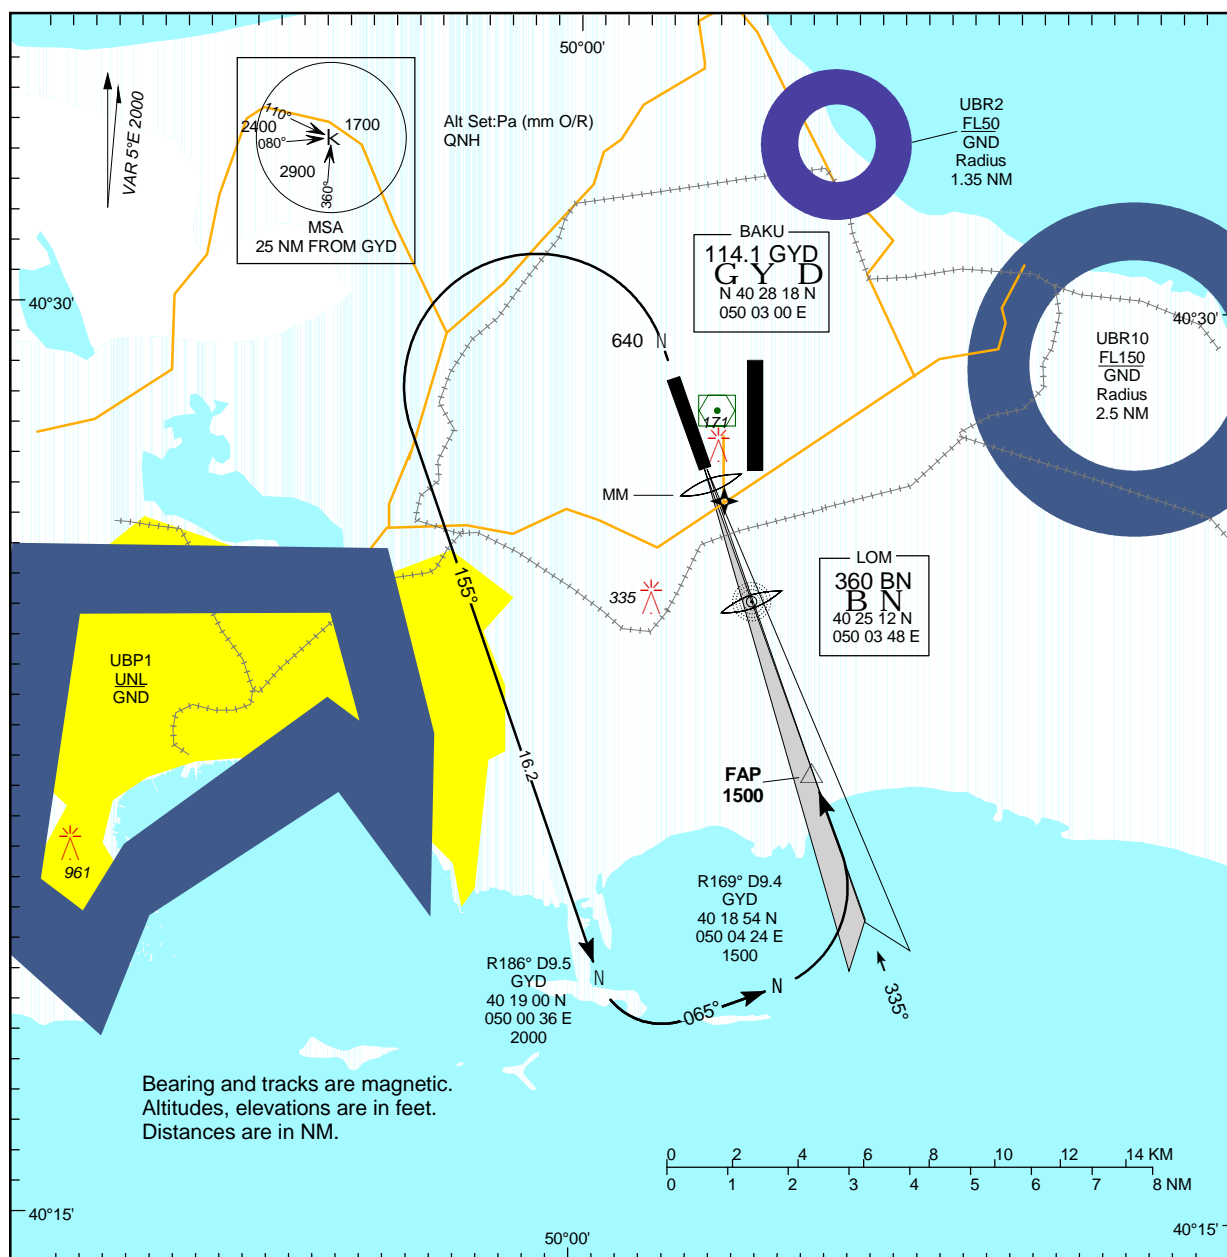 50°00'
VAR 5°E 2000
110°
2400
1700
080°
K
2900
360°
MSA
25 NM FROM GYD
Alt Set:Pa (mm O/R)
QNH
UBR2
FL50
GND
Radius
1.35 NM
BAKU
114.1 GYD
G Y D
N 40 28 18 N
050 03 00 E
40°30'
40°30'
UBR10
FL150
GND
Radius
2.5 NM
640 N
171
MM
LOM
360 BN
B N
40 25 12 N
050 03 48 E
335
155°
UBP1
UNL
GND
16.2
FAP
1500
961
R169° D9.4
GYD
40 18 54 N
050 04 24 E
1500
R186° D9.5
GYD
40 19 00 N
050 00 36 E
2000
N
N
065°
335°
Bearing and tracks are magnetic.
Altitudes, elevations are in feet.
Distances are in NM.
0 2 4 6 8 10 12 14 KM
0 1 2 3 4 5 6 7 8 NM
40°15'
40°15'
50°00'